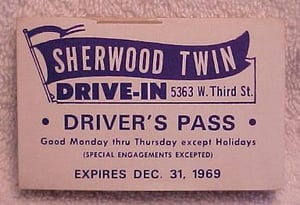 SHERWOOD TWIN
DRIVE-IN 5363 W. Third St.
• DRIVER'S PASS •
Good Monday thru Thursday except Holidays
(SPECIAL ENGAGEMENTS EXCEPTED)
EXPIRES DEC. 31, 1969